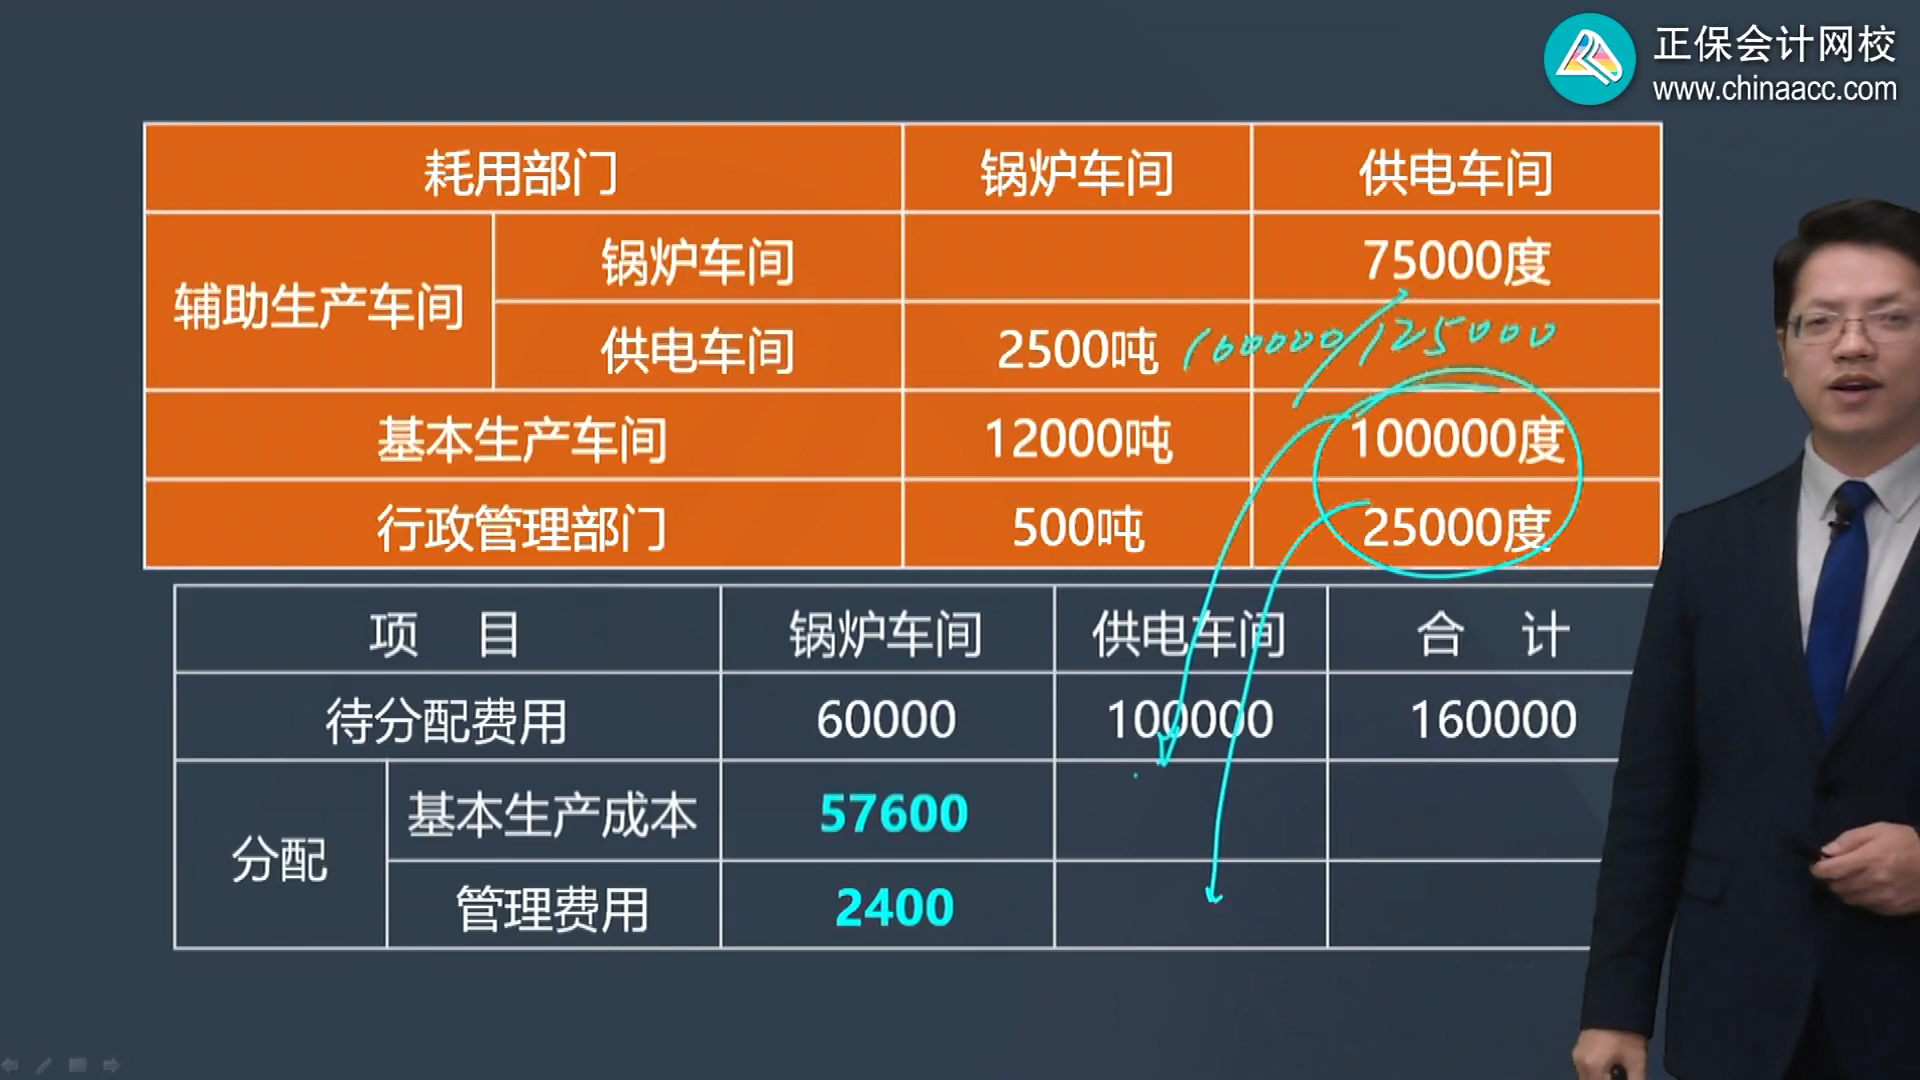 正保会计网校
www.chinaacc.com
耗用部门 锅炉车间 供电车间
辅助生产车间 锅炉车间 75000度
供电车间 2500吨 100000/125000
基本生产车间 12000吨 100000度
行政管理部门 500吨 25000度
项 目 锅炉车间 供电车间 合 计
待分配费用 60000 100000 160000
分配 基本生产成本 57600
管理费用 2400